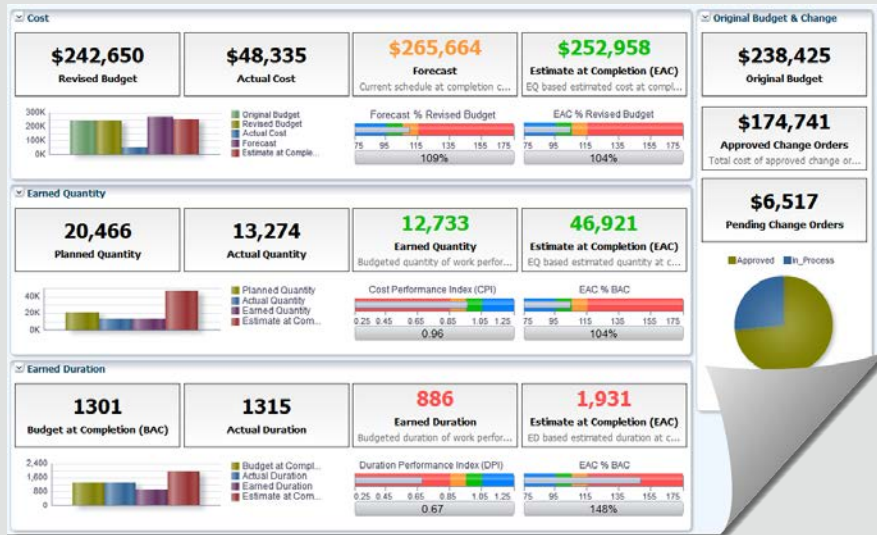 Cost
$242,650
Revised Budget
$48,335
Actual Cost
$265,664
Forecast
Current schedule at completion c...
$252,958
Estimate at Completion (EAC)
EQ based estimated cost at compl...
300K
200K
100K
0K
Original Budget
Revised Budget
Actual Cost
Forecast
Estimate at Comple...
Forecast % Revised Budget
75 95 115 135 155 175
109%
EAC % Revised Budget
75 95 115 135 155 175
104%
Earned Quantity
20,466
Planned Quantity
13,274
Actual Quantity
12,733
Earned Quantity
Budgeted quantity of work perfor...
46,921
Estimate at Completion (EAC)
EQ based estimated quantity at c...
40K
20K
0K
Planned Quantity
Actual Quantity
Earned Quantity
Estimate at Com...
Cost Performance Index (CPI)
0.25 0.45 0.65 0.85 1.05 1.25
0.96
EAC % BAC
75 95 115 135 155 175
104%
Earned Duration
1301
Budget at Completion (BAC)
1315
Actual Duration
886
Earned Duration
Budgeted duration of work perfor...
1,931
Estimate at Completion (EAC)
ED based estimated duration at c...
2,400
1,600
800
0
Budget at Compl...
Actual Duration
Earned Duration
Estimate at Com...
Duration Performance Index (DPI)
0.25 0.45 0.65 0.85 1.05 1.25
0.67
EAC % BAC
75 95 115 135 155 175
148%
Original Budget & Change
$238,425
Original Budget
$174,741
Approved Change Orders
Total cost of approved change or...
$6,517
Pending Change Orders
Approved In_Process